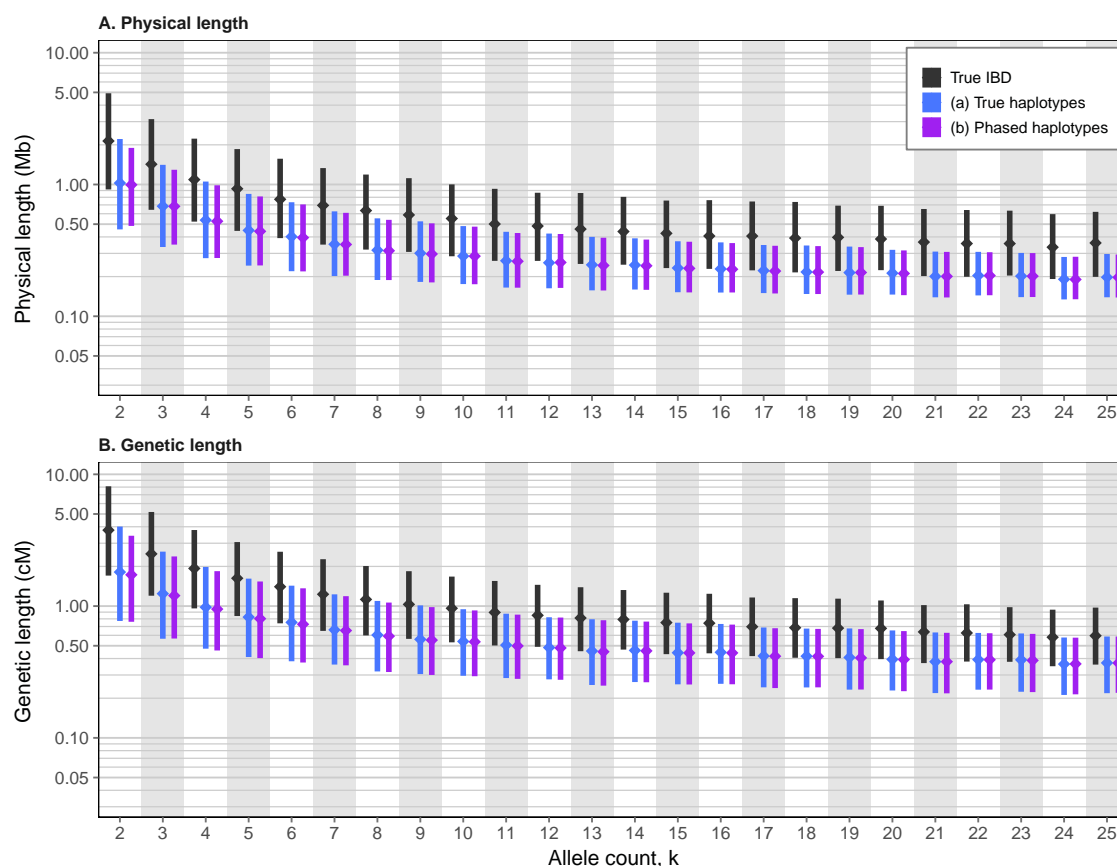 A. Physical length
Physical length (Mb)
10.00
5.00
1.00
0.50
0.10
0.05
True IBD
(a) True haplotypes
(b) Phased haplotypes
2 3 4 5 6 7 8 9 10 11 12 13 14 15 16 17 18 19 20 21 22 23 24 25
B. Genetic length
Genetic length (cM)
10.00
5.00
1.00
0.50
0.10
0.05
2 3 4 5 6 7 8 9 10 11 12 13 14 15 16 17 18 19 20 21 22 23 24 25
Allele count, k